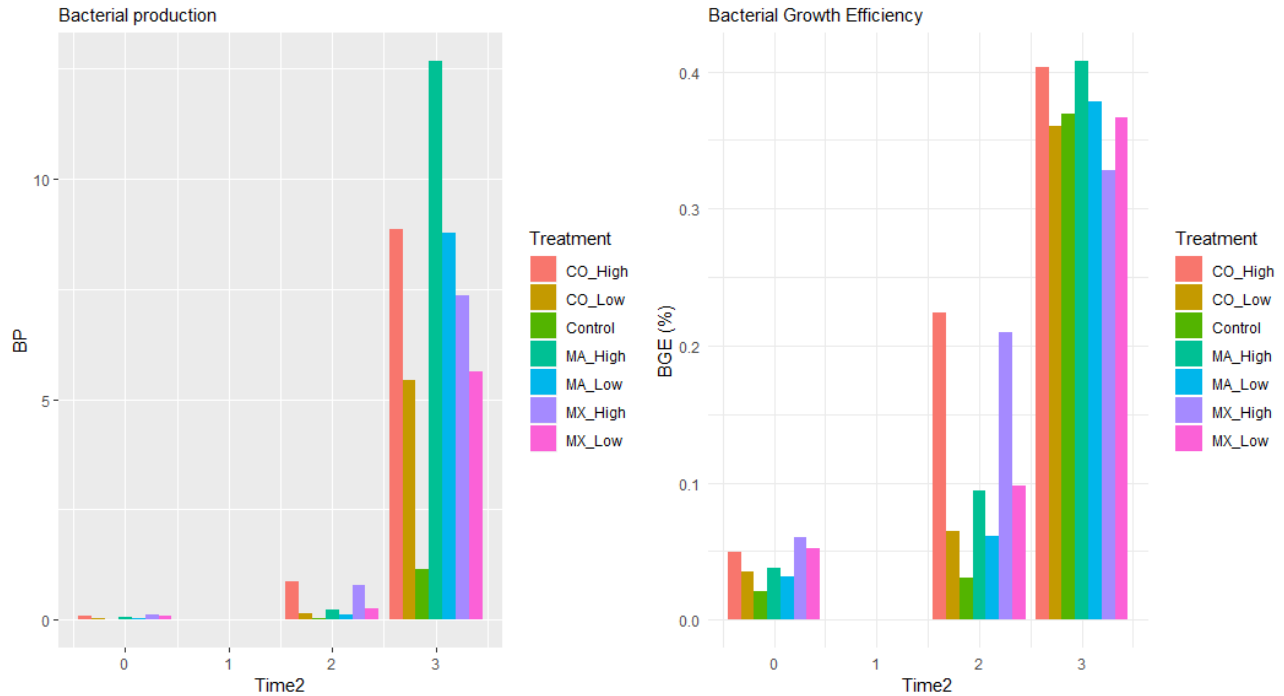 Bacterial production
BP
10
5
0
0 1 2 3
Time2
Treatment
CO_High
CO_Low
Control
MA_High
MA_Low
MX_High
MX_Low
Bacterial Growth Efficiency
BGE (%)
0.4
0.3
0.2
0.1
0.0
0 1 2 3
Time2
Treatment
CO_High
CO_Low
Control
MA_High
MA_Low
MX_High
MX_Low